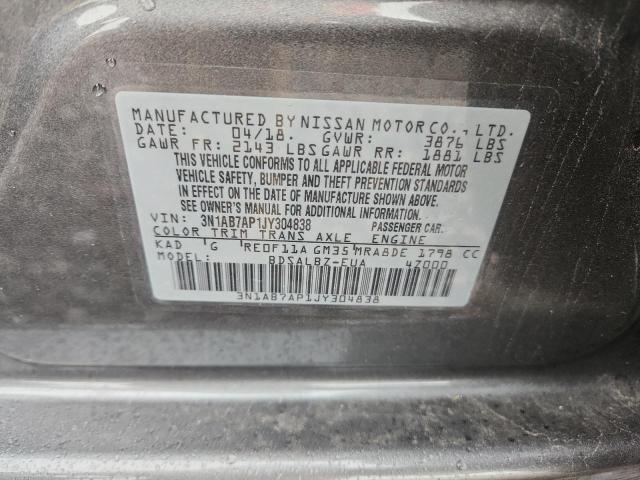 MANUFACTURED BY NISSAN MOTOR CO., LTD.
DATE: 04/18. GVWR: 3876 LBS
GAWR FR: 2143 LBS GAWR RR: 1881 LBS
THIS VEHICLE CONFORMS TO ALL APPLICABLE FEDERAL MOTOR
VEHICLE SAFETY, BUMPER AND THEFT PREVENTION STANDARDS
IN EFFECT ON THE DATE OF MANUFACTURE SHOWN ABOVE.
SEE OWNER'S MANUAL FOR ADDITIONAL INFORMATION
VIN: 3N1AB7AP1JY304838 PASSENGER CAR.
COLOR TRIM TRANS AXLE ENGINE
KAD G RE0F11A GM35 MRA8DE 1798 CC
MODEL: BDSALBZ-EUA 47000
3N1AB7AP1JY304838